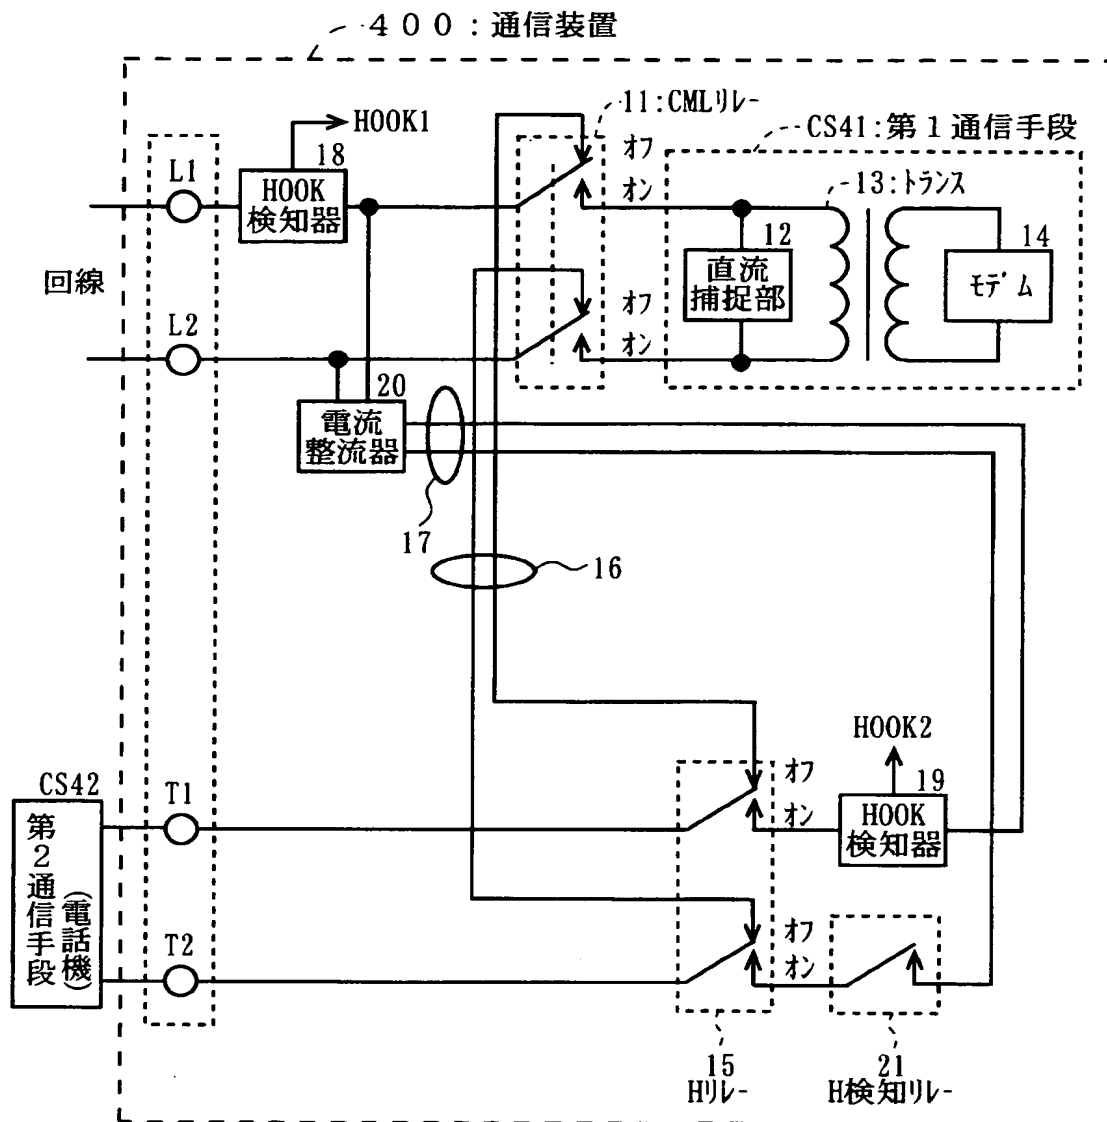 400:通信装置
11:CMLリレー
CS41:第1通信手段
HOOK1
18
オフ
L1
HOOK
検知器
オン
13:トランス
12
14
直流
捕捉部
モデム
回線
オフ
L2
オン
20
電流
整流器
17
16
HOOK2
CS42
T1
オフ
19
オン
HOOK
検知器
第2通信手段
(電話機)
T2
オフ
オン
15
Hリレー
21
H検知リレー